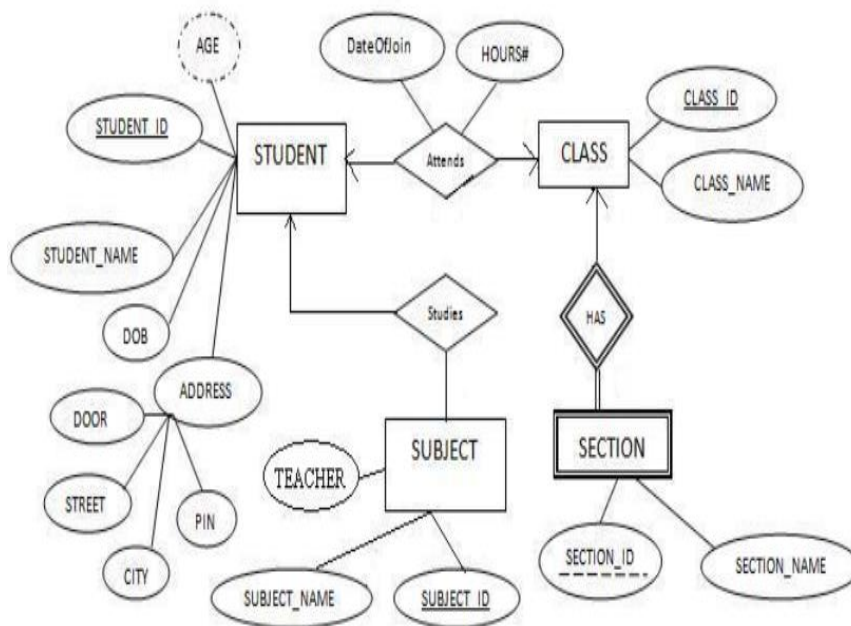 AGE
DateOfJoin
HOURS#
STUDENT_ID
STUDENT
Attends
CLASS
CLASS_ID
CLASS_NAME
STUDENT_NAME
DOB
Studies
HAS
ADDRESS
DOOR
STREET
CITY
PIN
SUBJECT
TEACHER
SUBJECT_NAME
SUBJECT_ID
SECTION
SECTION_ID
SECTION_NAME